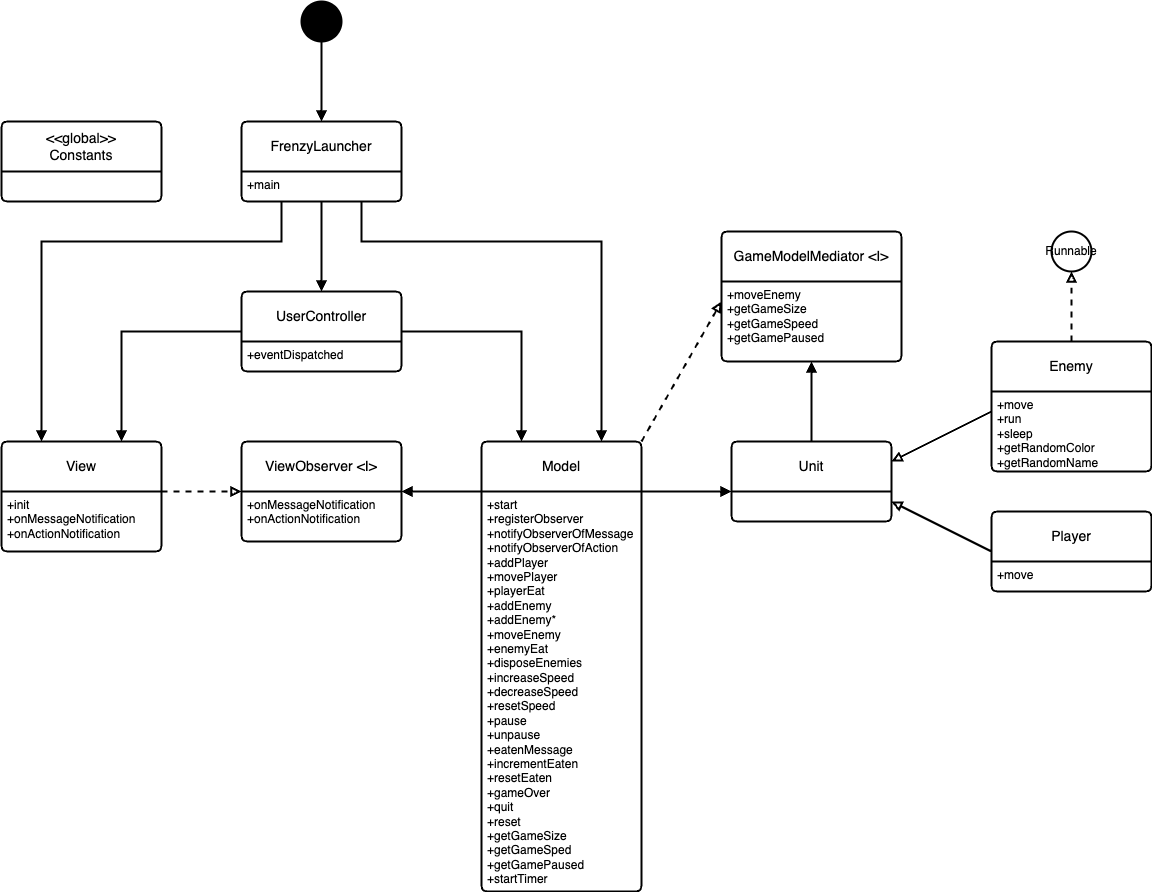 <<global>>
Constants
FrenzyLauncher
+main
GameModelMediator <I>
+moveEnemy
+getGameSize
+getGameSpeed
+getGamePaused
Runnable
UserController
+eventDispatched
Enemy
+move
+run
+sleep
+getRandomColor
+getRandomName
View
+init
+onMessageNotification
+onActionNotification
ViewObserver <I>
+onMessageNotification
+onActionNotification
Model
+start
+registerObserver
+notifyObserverOfMessage
+notifyObserverOfAction
+addPlayer
+movePlayer
+playerEat
+addEnemy
+addEnemy*
+moveEnemy
+enemyEat
+disposeEnemies
+increaseSpeed
+decreaseSpeed
+resetSpeed
+pause
+unpause
+eatenMessage
+incrementEaten
+resetEaten
+gameOver
+quit
+reset
+getGameSize
+getGameSped
+getGamePaused
+startTimer
Unit
Player
+move